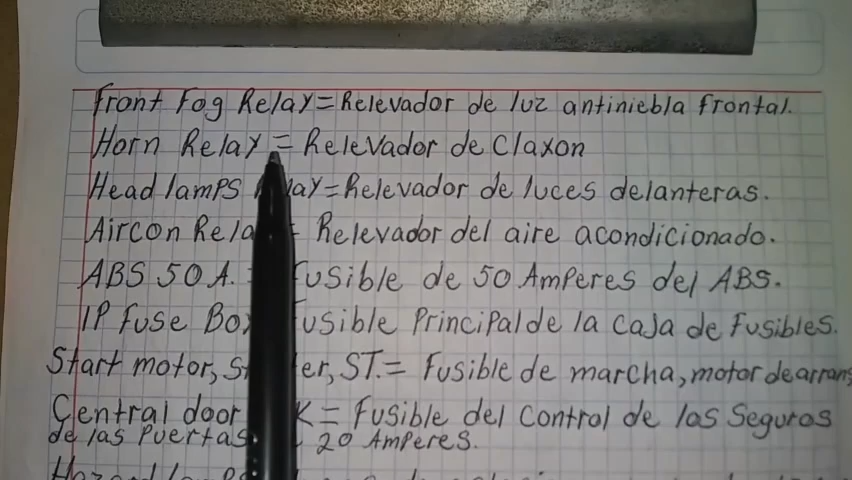 Front Fog Relay=Relevador de luz antiniebla frontal.
Horn Relay = Relevador de Claxon
Head lamps =Relevador de luces delanteras.
Aircon Relevador del aire acondicionado.
ABS 50 A. Fusible de 50 Amperes del ABS.
IP Fuse Box Fusible Principal de la Caja de Fusibles.
Start motor, ST.= Fusible de marcha, motor de
Central door = Fusible del Control de los Seguros
de las Puertas 20 Amperes.